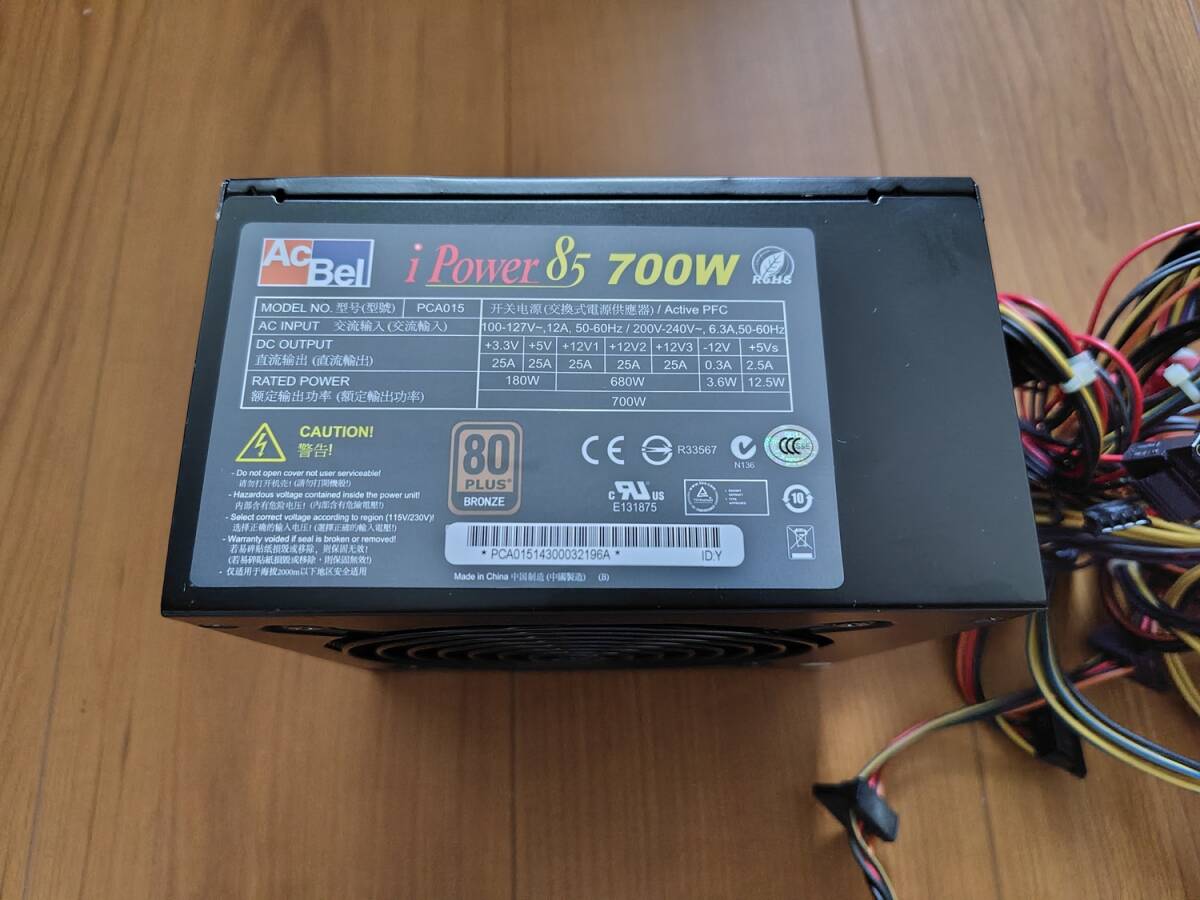 AcBel
i Power 85 700W
RoHS
MODEL NO. 型号(型號) PCA015 开关电源(交換式電源供應器) / Active PFC
AC INPUT 交流输入(交流輸入) 100-127V~,12A, 50-60Hz / 200V-240V~, 6.3A,50-60Hz
DC OUTPUT +3.3V +5V +12V1 +12V2 +12V3 -12V +5Vs
直流输出(直流輸出) 25A 25A 25A 25A 25A 0.3A 2.5A
RATED POWER 180W 680W 3.6W 12.5W
额定输出功率 (額定輸出功率) 700W
CAUTION!
警告!
- Do not open cover not user serviceable!
请勿打开机壳! (請勿打開機殼!)
- Hazardous voltage contained inside the power unit!
内部含有危险电压! (內部含有危險電壓!)
- Select correct voltage according to region (115V/230V)!
选择正确的输入电压! (選擇正確的輸入電壓!)
- Warranty voided if seal is broken or removed!
若易碎贴纸损毁或移除，则保固无效!
(若易碎貼紙損毀或移除，則保固無效!)
- 仅适用于海拔2000m以下地区安全适用
80
PLUS
BRONZE
CE
R33567
N136
CCC
S&E
c UL US
E131875
10
* PCA01514300032196A * ID:Y
Made in China 中国制造 (中國製造) (B)